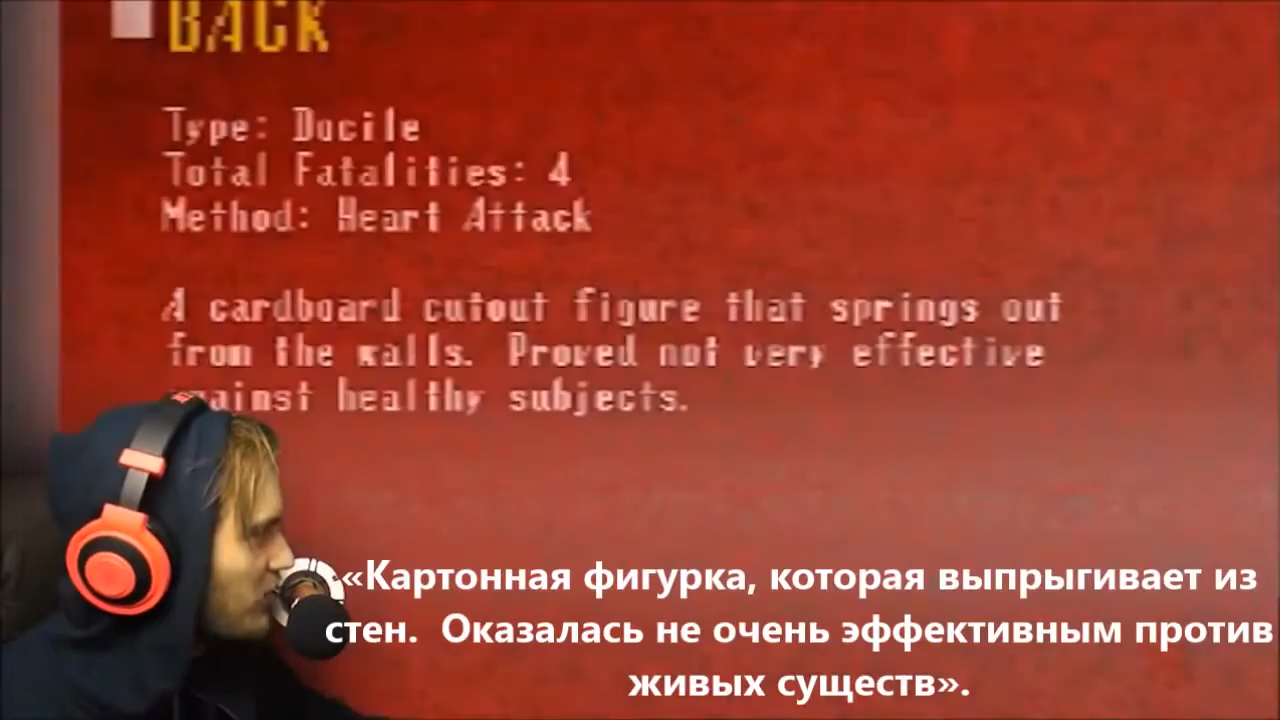 BACK
Type: Docile
Total Fatalities: 4
Method: Heart Attack
A cardboard cutout figure that springs out
from the walls. Proved not very effective
against healthy subjects.
«Картонная фигурка, которая выпрыгивает из
стен. Оказалась не очень эффективным против
живых существ».